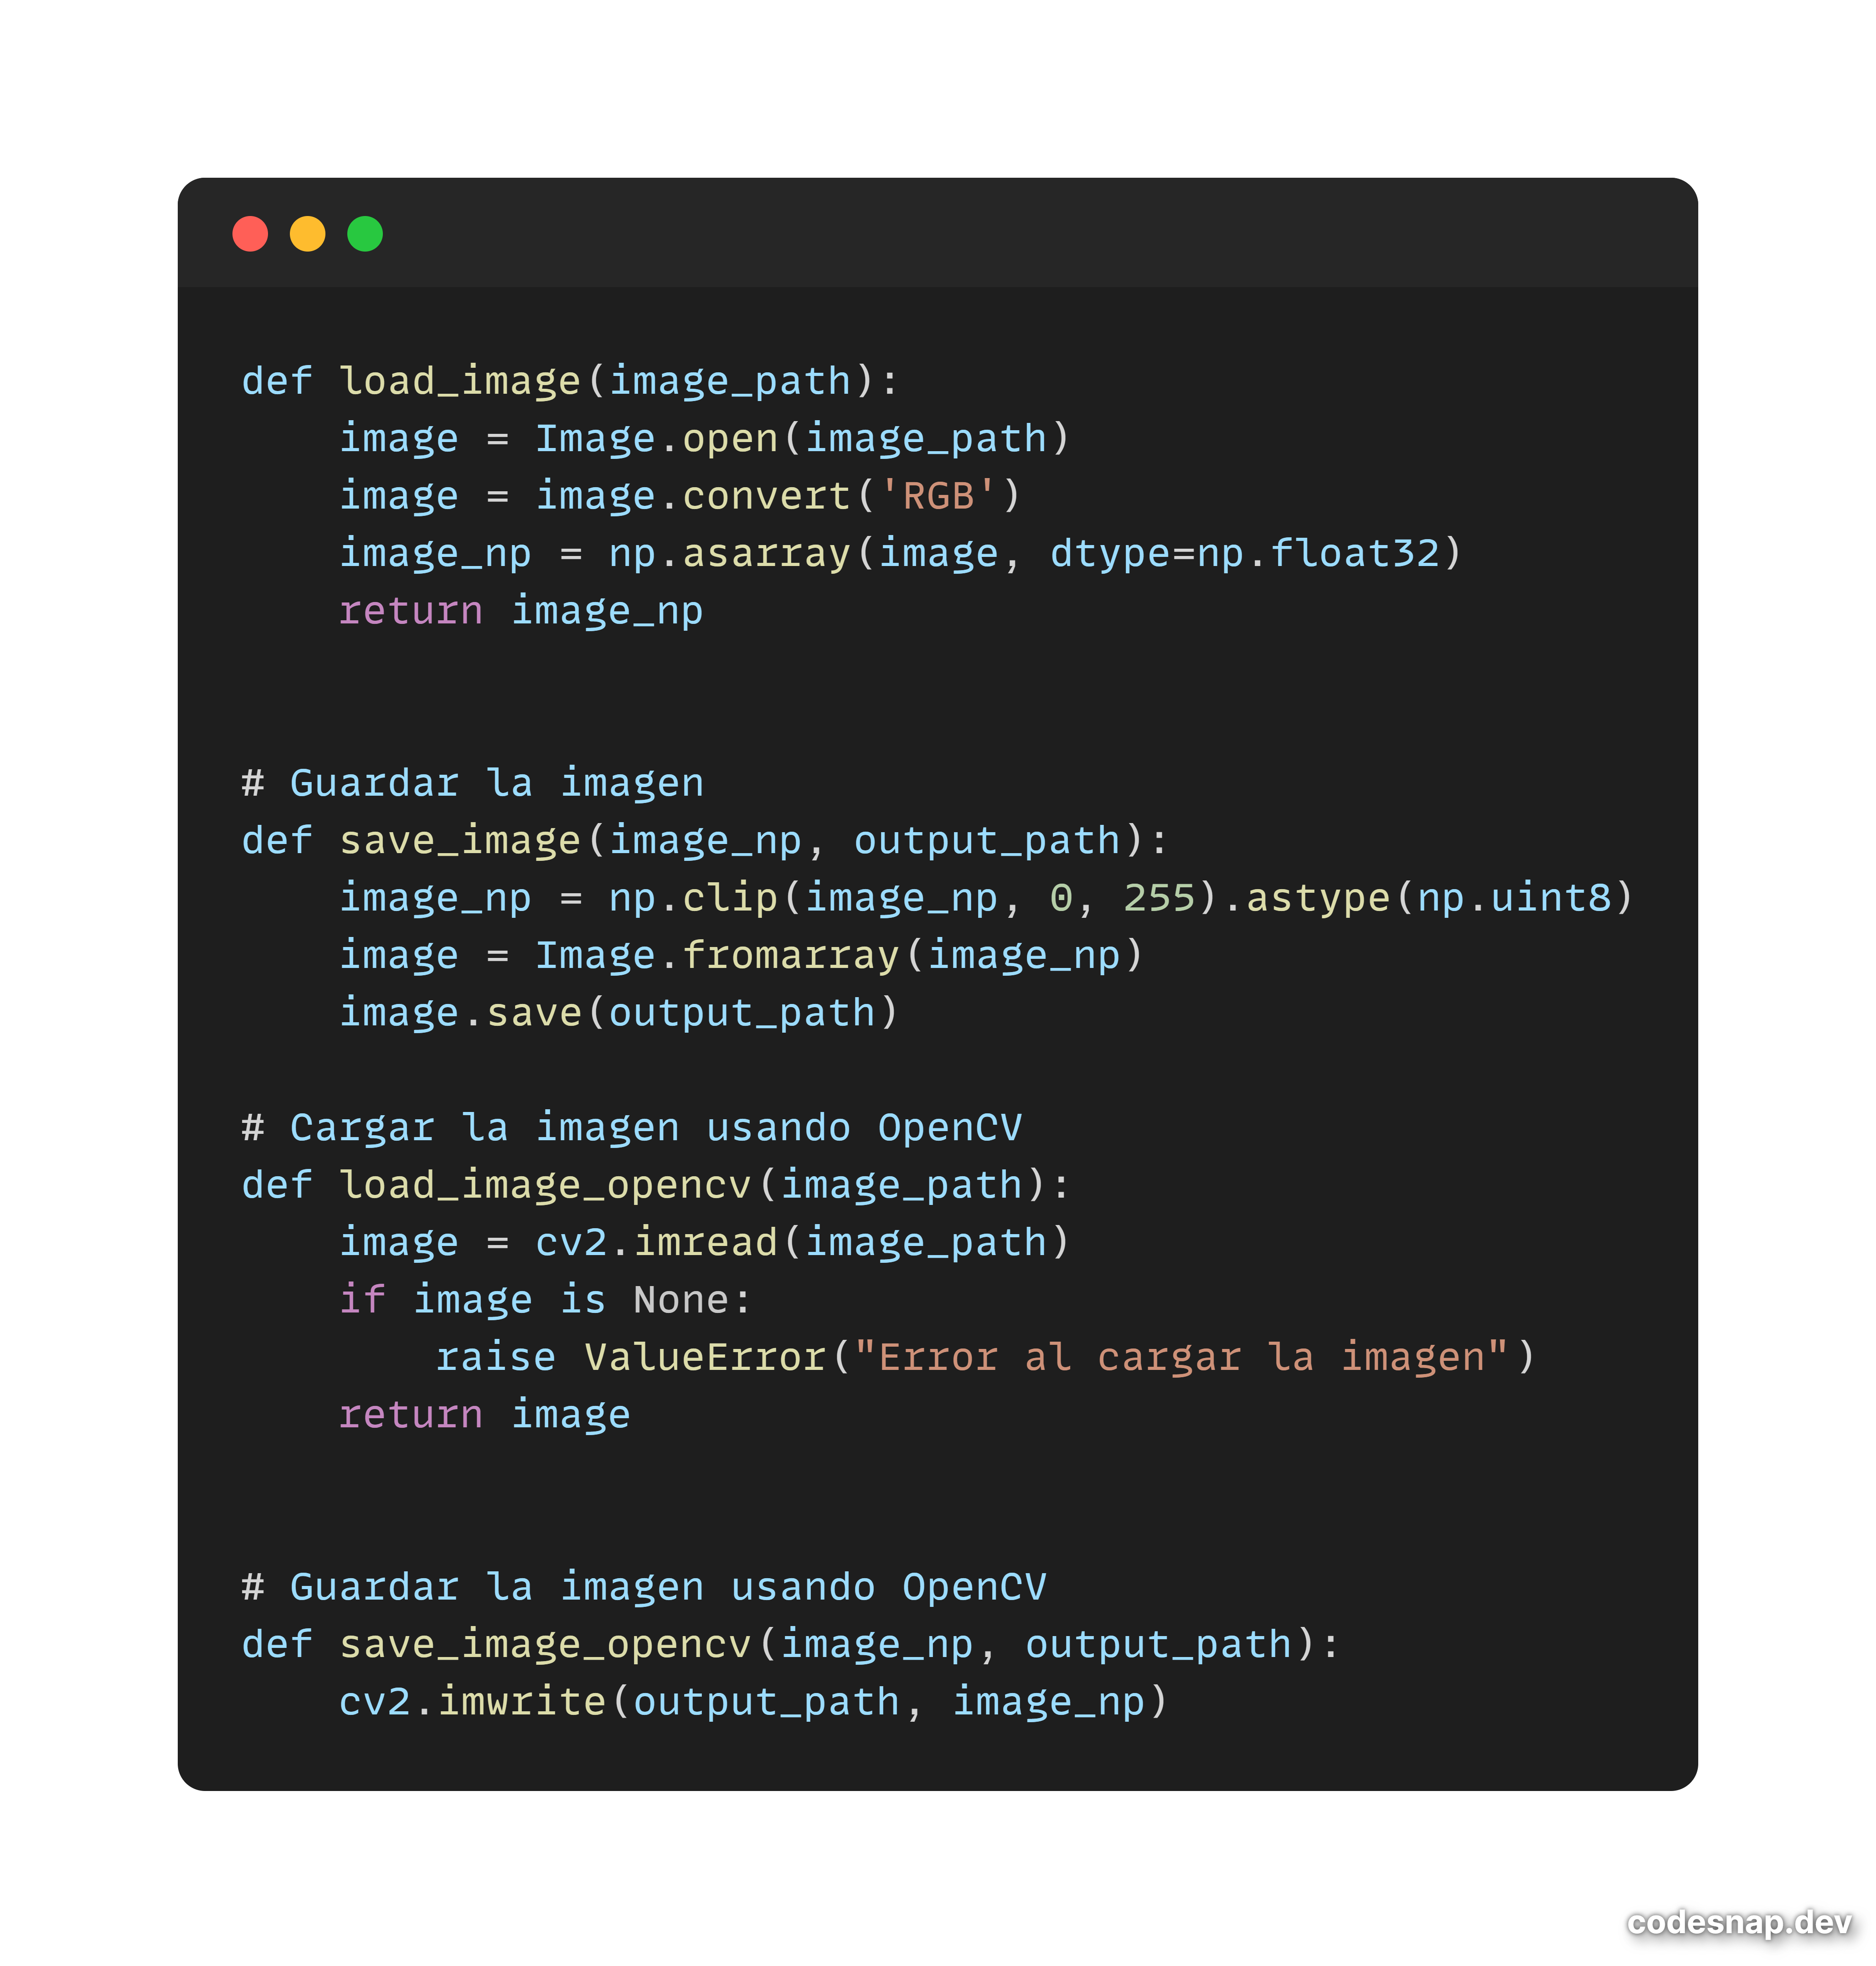 def load_image(image_path):
    image = Image.open(image_path)
    image = image.convert('RGB')
    image_np = np.asarray(image, dtype=np.float32)
    return image_np
# Guardar la imagen
def save_image(image_np, output_path):
    image_np = np.clip(image_np, 0, 255).astype(np.uint8)
    image = Image.fromarray(image_np)
    image.save(output_path)
# Cargar la imagen usando OpenCV
def load_image_opencv(image_path):
    image = cv2.imread(image_path)
    if image is None:
        raise ValueError("Error al cargar la imagen")
    return image
# Guardar la imagen usando OpenCV
def save_image_opencv(image_np, output_path):
    cv2.imwrite(output_path, image_np)
codesnap.dev